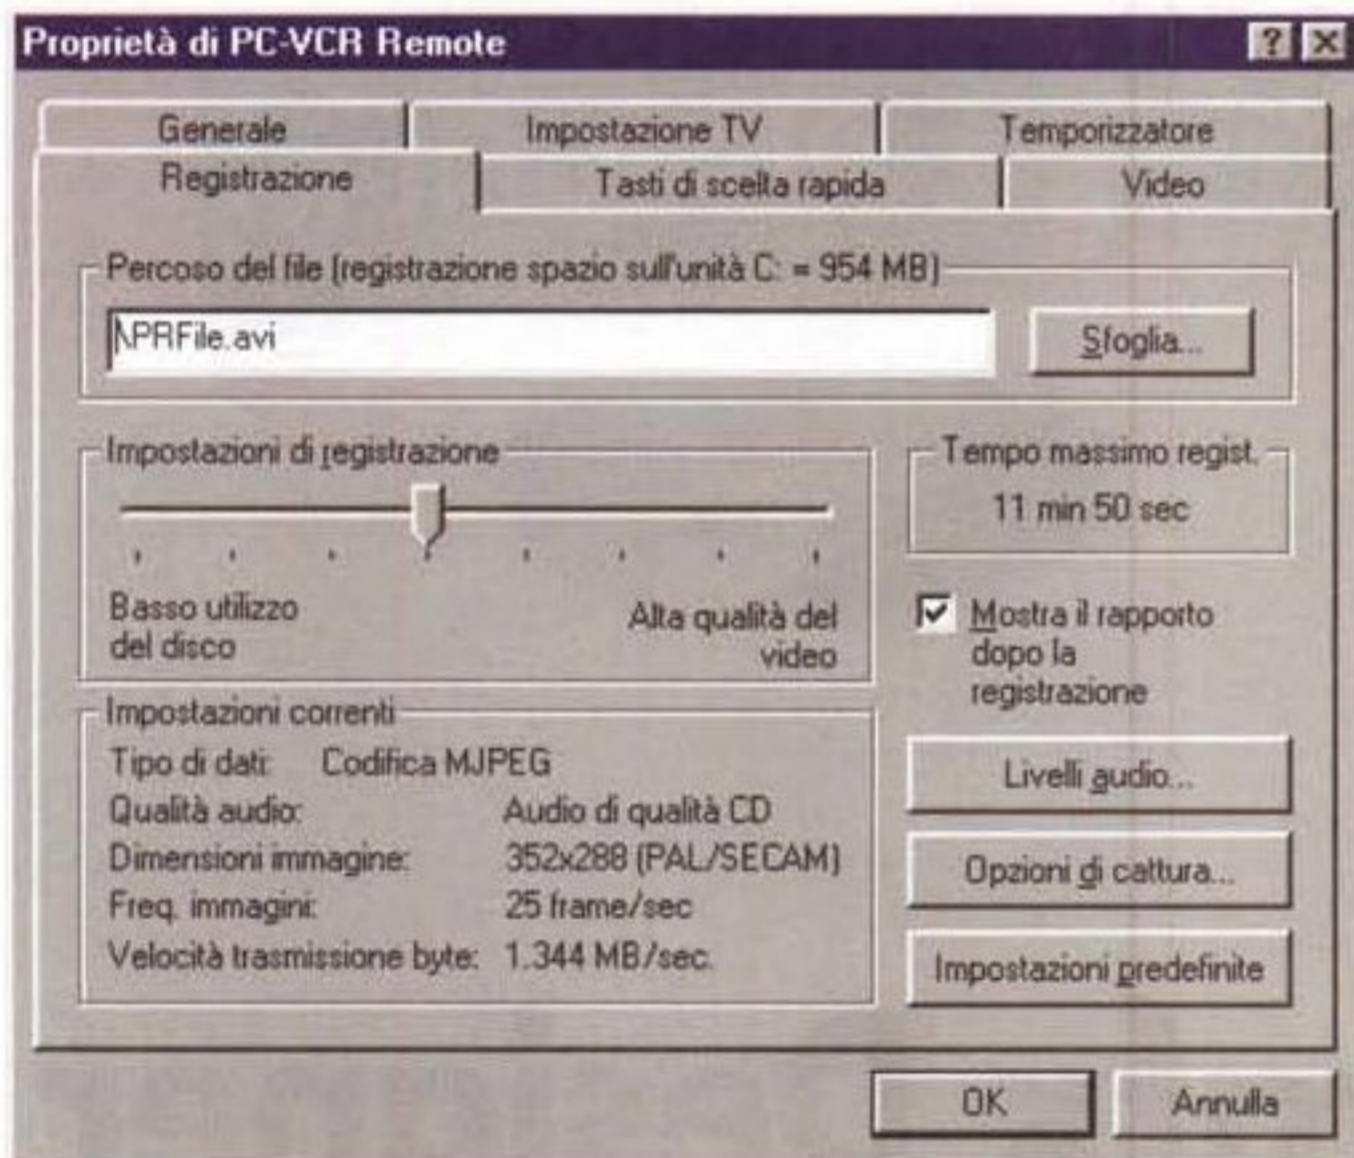 Proprietà di PC-VCR Remote
Generale
Impostazione TV
Temporizzatore
Registrazione
Tasti di scelta rapida
Video
Percoso del file (registrazione spazio sull'unità C: = 954 MB)
\PRFile.avi
Sfoglia...
Impostazioni di registrazione
Basso utilizzo
del disco
Alta qualità del
video
Tempo massimo regist.
11 min 50 sec
Mostra il rapporto
dopo la
registrazione
Impostazioni correnti
Tipo di dati: Codifica MJPEG
Qualità audio: Audio di qualità CD
Dimensioni immagine: 352x288 (PAL/SECAM)
Freq. immagini: 25 frame/sec
Velocità trasmissione byte: 1.344 MB/sec.
Livelli audio...
Opzioni di cattura...
Impostazioni predefinite
OK
Annulla